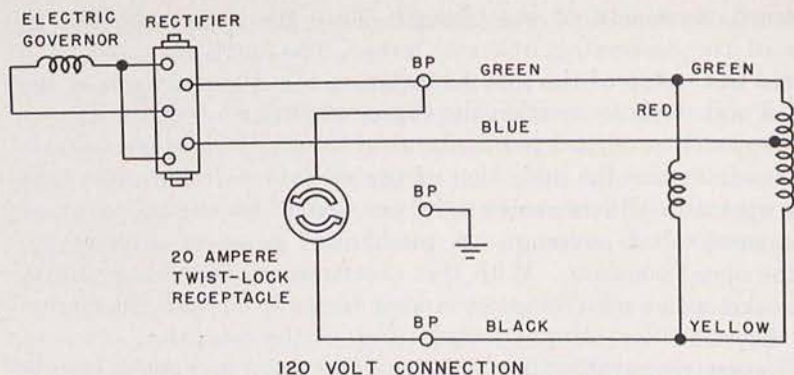 ELECTRIC
GOVERNOR
RECTIFIER
BP
GREEN
GREEN
RED
BLUE
BP
20 AMPERE
TWIST-LOCK
RECEPTACLE
BP
BLACK
YELLOW
120 VOLT CONNECTION